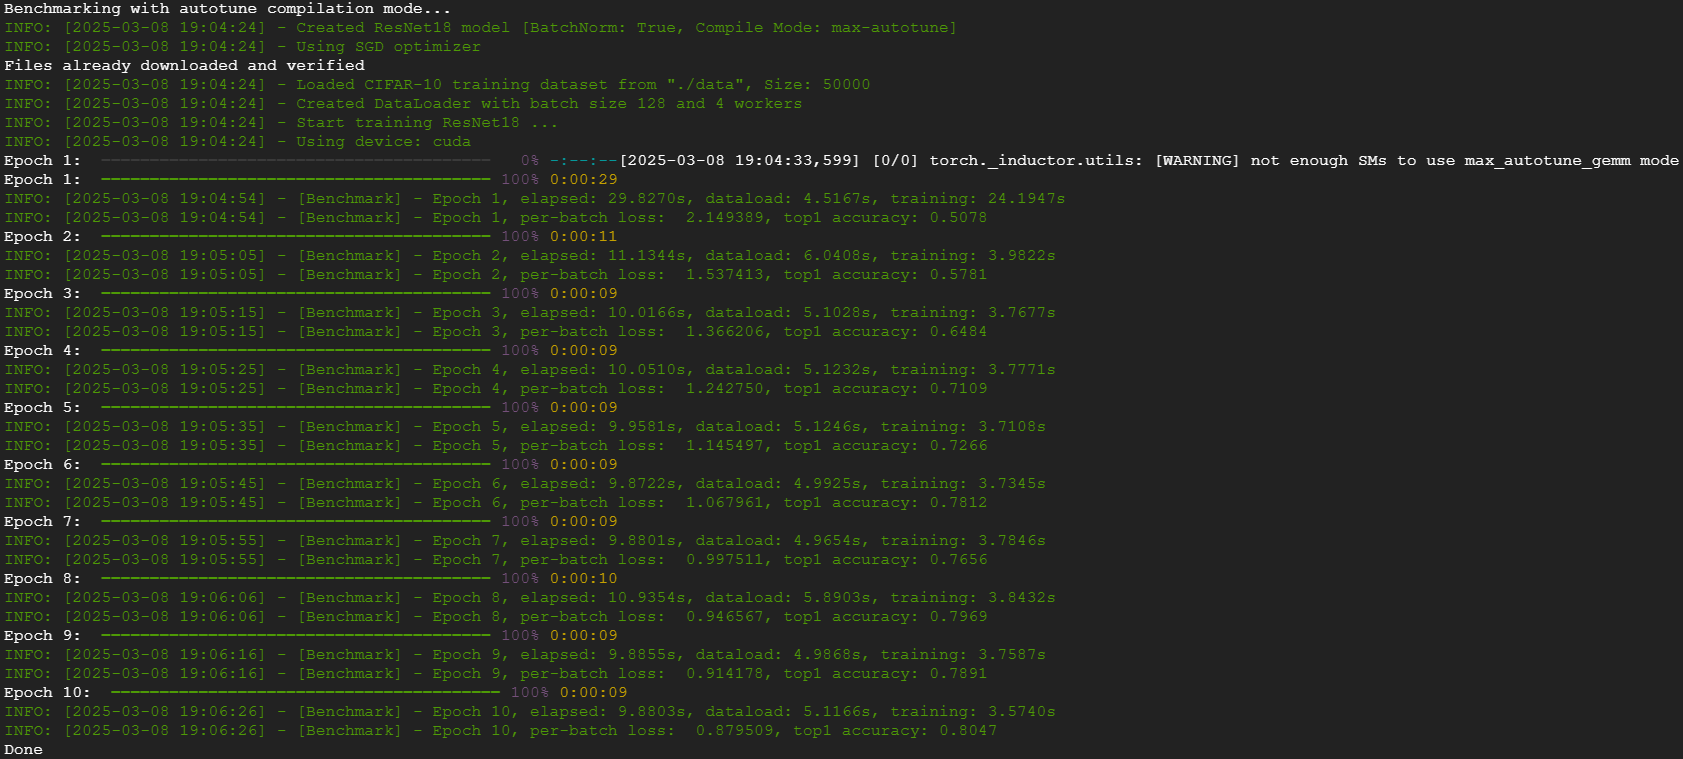 Benchmarking with autotune compilation mode...
INFO: [2025-03-08 19:04:24] - Created ResNet18 model [BatchNorm: True, Compile Mode: max-autotune]
INFO: [2025-03-08 19:04:24] - Using SGD optimizer
Files already downloaded and verified
INFO: [2025-03-08 19:04:24] - Loaded CIFAR-10 training dataset from "./data", Size: 50000
INFO: [2025-03-08 19:04:24] - Created DataLoader with batch size 128 and 4 workers
INFO: [2025-03-08 19:04:24] - Start training ResNet18 ...
INFO: [2025-03-08 19:04:24] - Using device: cuda
Epoch 1: 0% -:--:--[2025-03-08 19:04:33,599] [0/0] torch._inductor.utils: [WARNING] not enough SMs to use max_autotune_gemm mode
Epoch 1: 100% 0:00:29
INFO: [2025-03-08 19:04:54] - [Benchmark] - Epoch 1, elapsed: 29.8270s, dataload: 4.5167s, training: 24.1947s
INFO: [2025-03-08 19:04:54] - [Benchmark] - Epoch 1, per-batch loss:  2.149389, top1 accuracy: 0.5078
Epoch 2: 100% 0:00:11
INFO: [2025-03-08 19:05:05] - [Benchmark] - Epoch 2, elapsed: 11.1344s, dataload: 6.0408s, training: 3.9822s
INFO: [2025-03-08 19:05:05] - [Benchmark] - Epoch 2, per-batch loss:  1.537413, top1 accuracy: 0.5781
Epoch 3: 100% 0:00:09
INFO: [2025-03-08 19:05:15] - [Benchmark] - Epoch 3, elapsed: 10.0166s, dataload: 5.1028s, training: 3.7677s
INFO: [2025-03-08 19:05:15] - [Benchmark] - Epoch 3, per-batch loss:  1.366206, top1 accuracy: 0.6484
Epoch 4: 100% 0:00:09
INFO: [2025-03-08 19:05:25] - [Benchmark] - Epoch 4, elapsed: 10.0510s, dataload: 5.1232s, training: 3.7771s
INFO: [2025-03-08 19:05:25] - [Benchmark] - Epoch 4, per-batch loss:  1.242750, top1 accuracy: 0.7109
Epoch 5: 100% 0:00:09
INFO: [2025-03-08 19:05:35] - [Benchmark] - Epoch 5, elapsed: 9.9581s, dataload: 5.1246s, training: 3.7108s
INFO: [2025-03-08 19:05:35] - [Benchmark] - Epoch 5, per-batch loss:  1.145497, top1 accuracy: 0.7266
Epoch 6: 100% 0:00:09
INFO: [2025-03-08 19:05:45] - [Benchmark] - Epoch 6, elapsed: 9.8722s, dataload: 4.9925s, training: 3.7345s
INFO: [2025-03-08 19:05:45] - [Benchmark] - Epoch 6, per-batch loss:  1.067961, top1 accuracy: 0.7812
Epoch 7: 100% 0:00:09
INFO: [2025-03-08 19:05:55] - [Benchmark] - Epoch 7, elapsed: 9.8801s, dataload: 4.9654s, training: 3.7846s
INFO: [2025-03-08 19:05:55] - [Benchmark] - Epoch 7, per-batch loss:  0.997511, top1 accuracy: 0.7656
Epoch 8: 100% 0:00:10
INFO: [2025-03-08 19:06:06] - [Benchmark] - Epoch 8, elapsed: 10.9354s, dataload: 5.8903s, training: 3.8432s
INFO: [2025-03-08 19:06:06] - [Benchmark] - Epoch 8, per-batch loss:  0.946567, top1 accuracy: 0.7969
Epoch 9: 100% 0:00:09
INFO: [2025-03-08 19:06:16] - [Benchmark] - Epoch 9, elapsed: 9.8855s, dataload: 4.9868s, training: 3.7587s
INFO: [2025-03-08 19:06:16] - [Benchmark] - Epoch 9, per-batch loss:  0.914178, top1 accuracy: 0.7891
Epoch 10: 100% 0:00:09
INFO: [2025-03-08 19:06:26] - [Benchmark] - Epoch 10, elapsed: 9.8803s, dataload: 5.1166s, training: 3.5740s
INFO: [2025-03-08 19:06:26] - [Benchmark] - Epoch 10, per-batch loss:  0.879509, top1 accuracy: 0.8047
Done